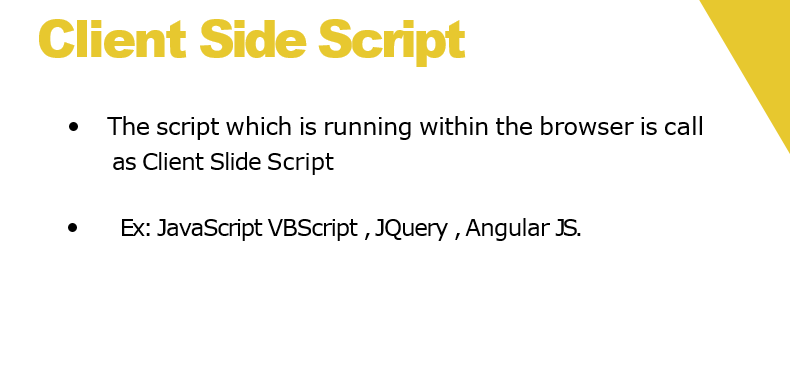 Client Side Script
• The script which is running within the browser is call
as Client Slide Script
• Ex: JavaScript VBScript , JQuery , Angular JS.